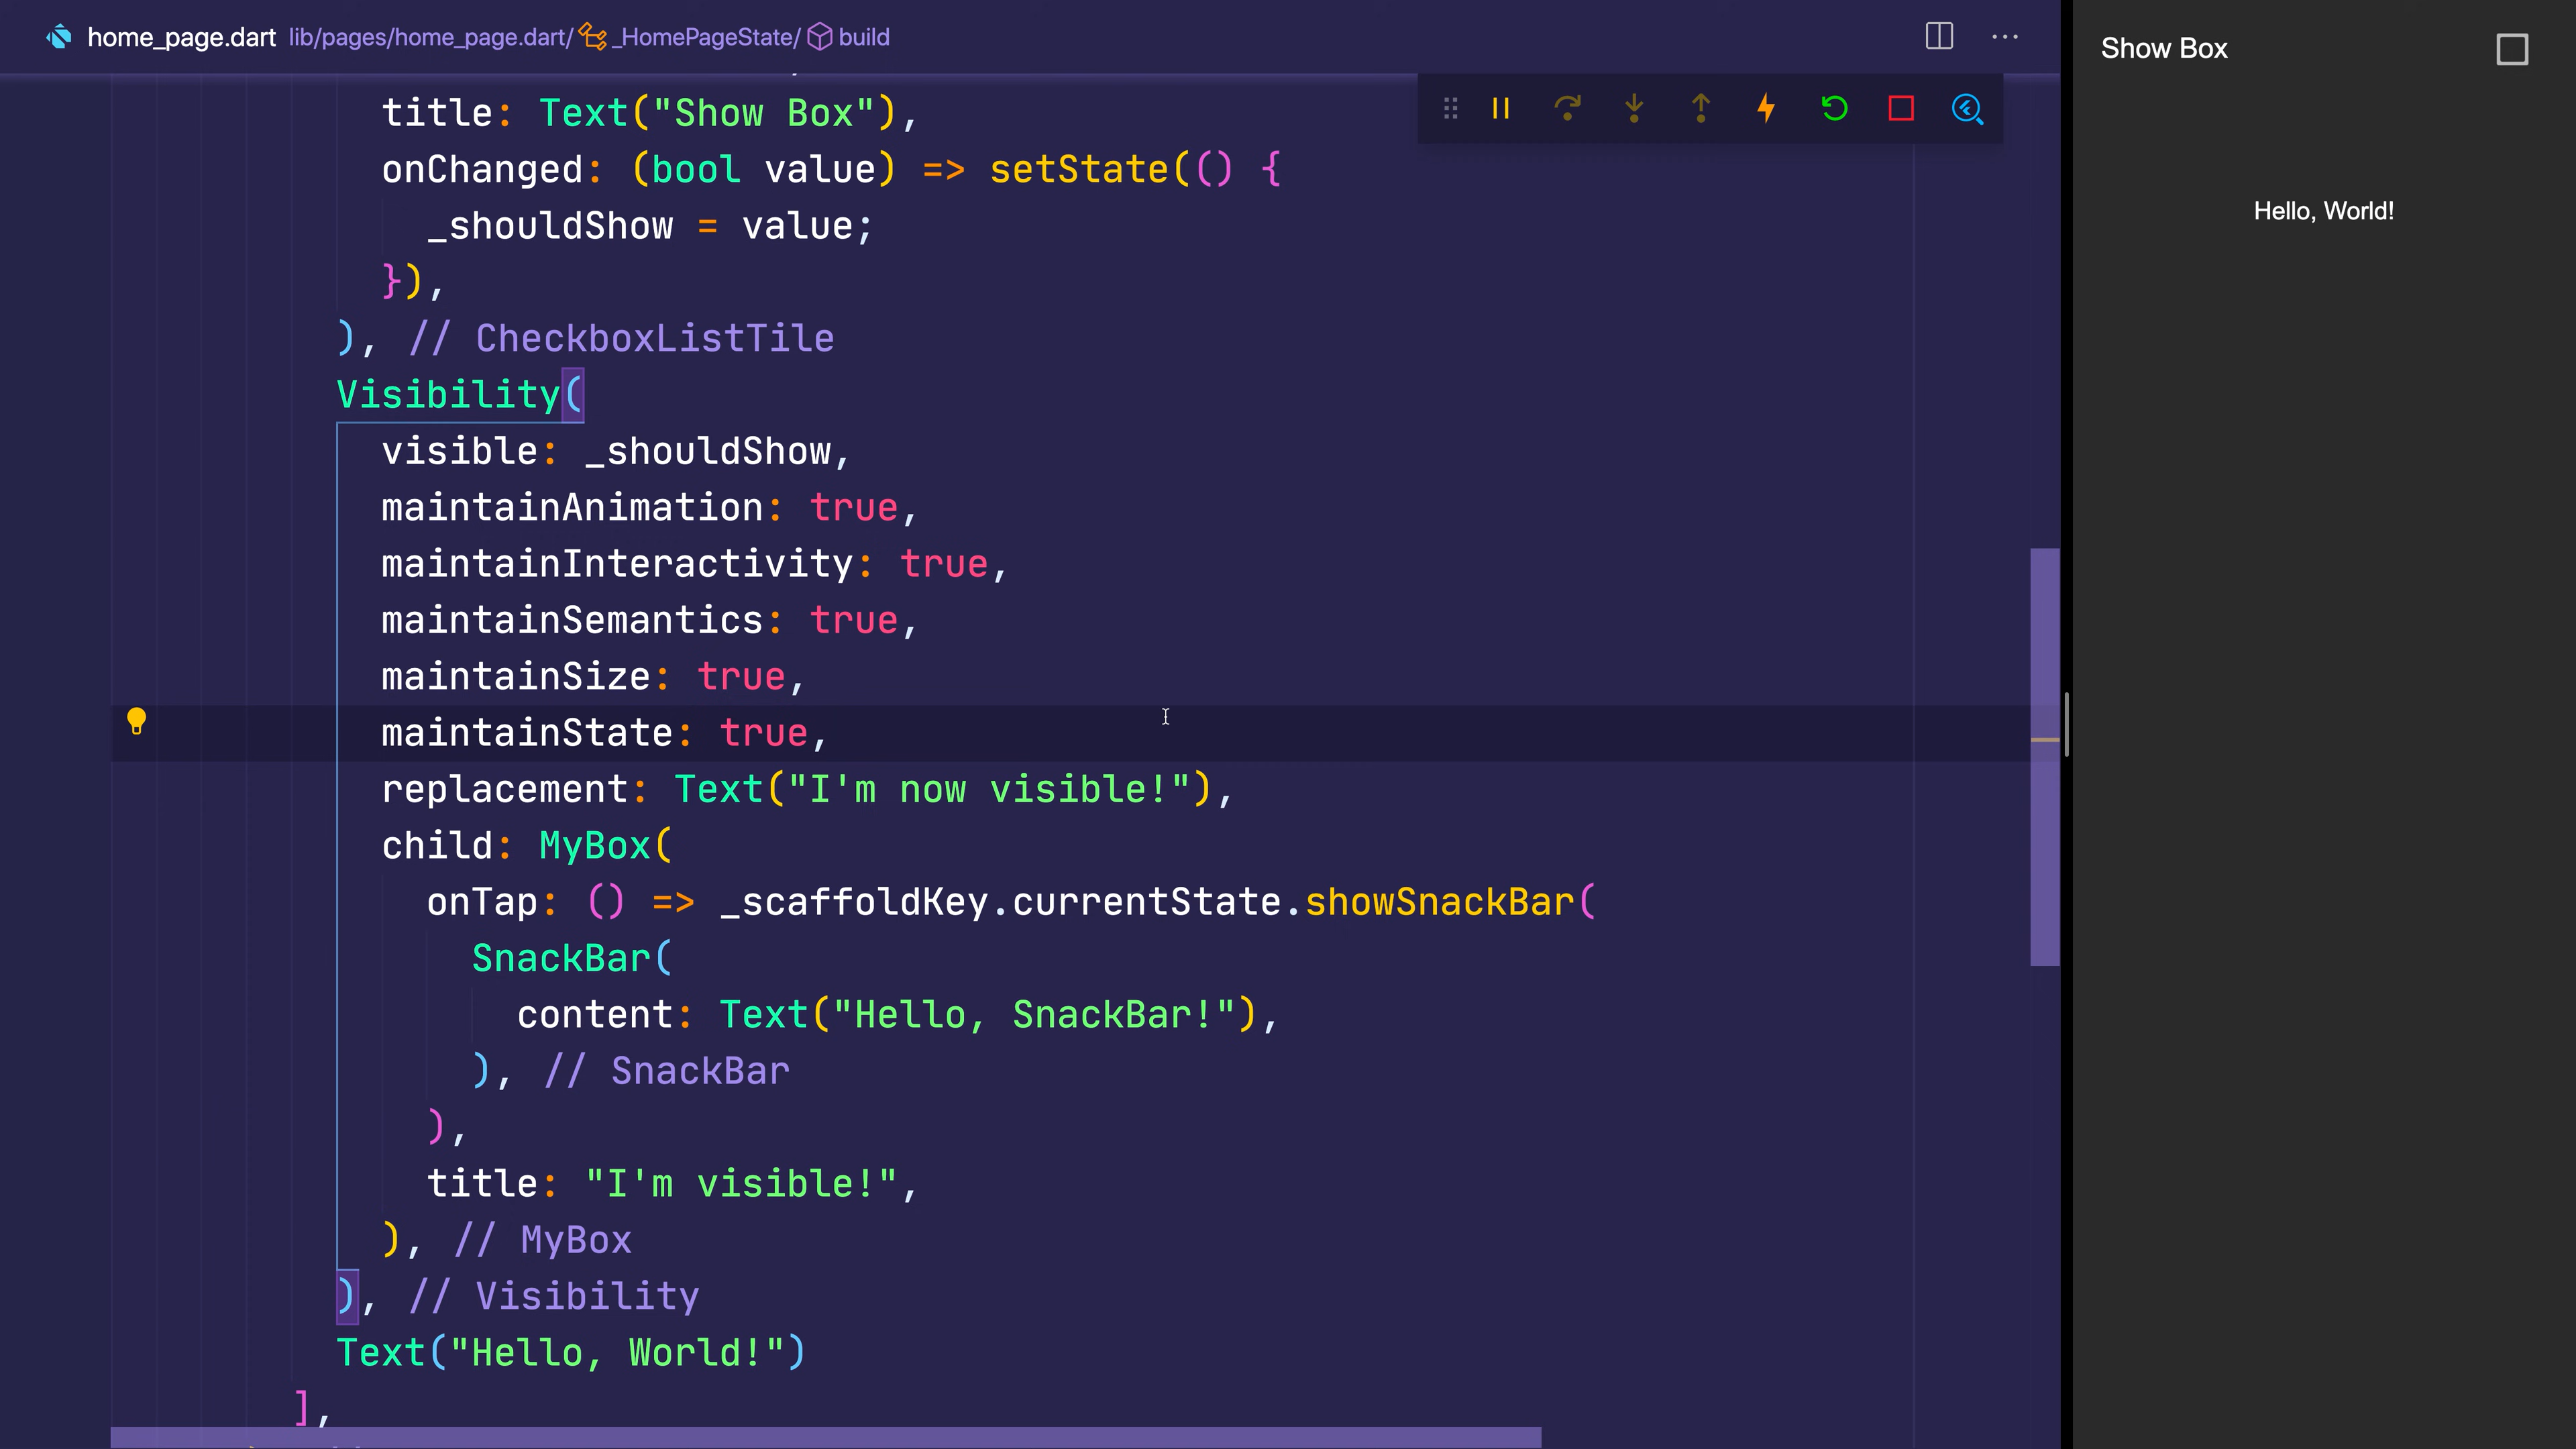 home_page.dart lib/pages/home_page.dart/ _HomePageState/ build
title: Text("Show Box"),
onChanged: (bool value) => setState(() {
_shouldShow = value;
}),
), // CheckboxListTile
Visibility(
visible: _shouldShow,
maintainAnimation: true,
maintainInteractivity: true,
maintainSemantics: true,
maintainSize: true,
maintainState: true,
replacement: Text("I'm now visible!"),
child: MyBox(
onTap: () => _scaffoldKey.currentState.showSnackBar(
SnackBar(
content: Text("Hello, SnackBar!"),
), // SnackBar
),
title: "I'm visible!",
), // MyBox
), // Visibility
Text("Hello, World!")
],
Show Box
Hello, World!